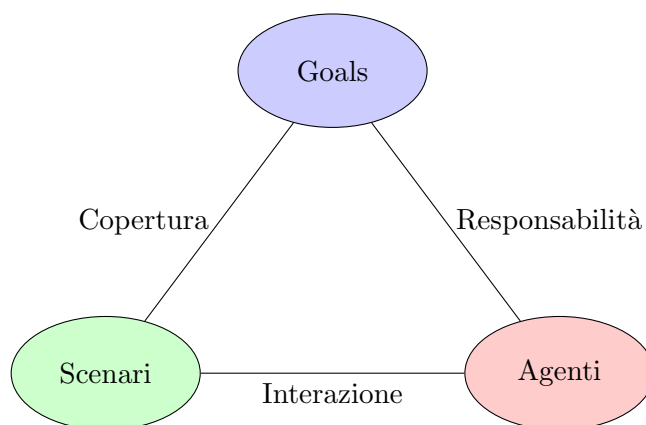 Goals
Copertura
Responsabilità
Scenari
Interazione
Agenti